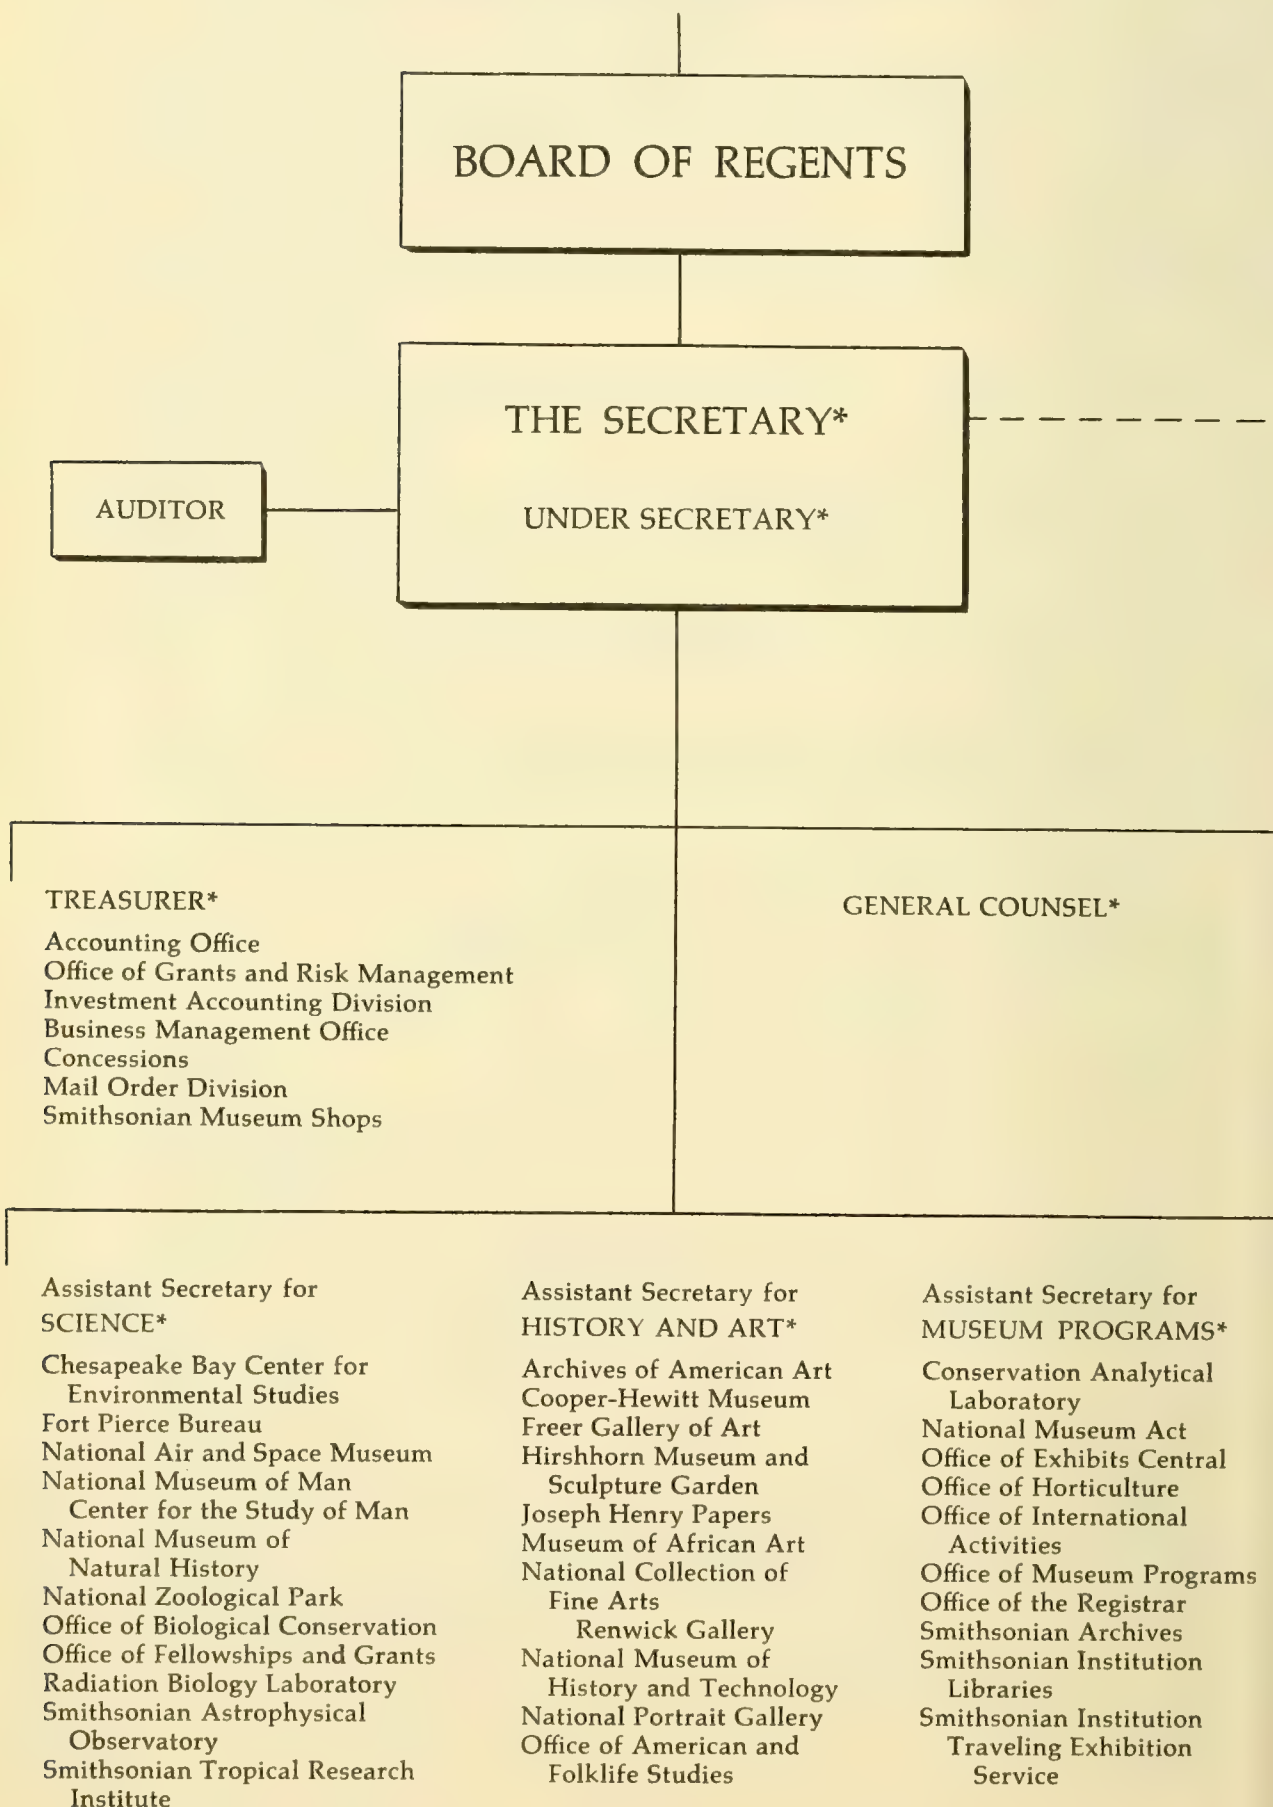 BOARD OF REGENTS
THE SECRETARY*
UNDER SECRETARY*
AUDITOR
TREASURER*
Accounting Office
Office of Grants and Risk Management
Investment Accounting Division
Business Management Office
Concessions
Mail Order Division
Smithsonian Museum Shops
GENERAL COUNSEL*
Assistant Secretary for
SCIENCE*
Chesapeake Bay Center for
Environmental Studies
Fort Pierce Bureau
National Air and Space Museum
National Museum of Man
Center for the Study of Man
National Museum of
Natural History
National Zoological Park
Office of Biological Conservation
Office of Fellowships and Grants
Radiation Biology Laboratory
Smithsonian Astrophysical
Observatory
Smithsonian Tropical Research
Institute
Assistant Secretary for
HISTORY AND ART*
Archives of American Art
Cooper-Hewitt Museum
Freer Gallery of Art
Hirshhorn Museum and
Sculpture Garden
Joseph Henry Papers
Museum of African Art
National Collection of
Fine Arts
Renwick Gallery
National Museum of
History and Technology
National Portrait Gallery
Office of American and
Folklife Studies
Assistant Secretary for
MUSEUM PROGRAMS*
Conservation Analytical
Laboratory
National Museum Act
Office of Exhibits Central
Office of Horticulture
Office of International
Activities
Office of Museum Programs
Office of the Registrar
Smithsonian Archives
Smithsonian Institution
Libraries
Smithsonian Institution
Traveling Exhibition
Service